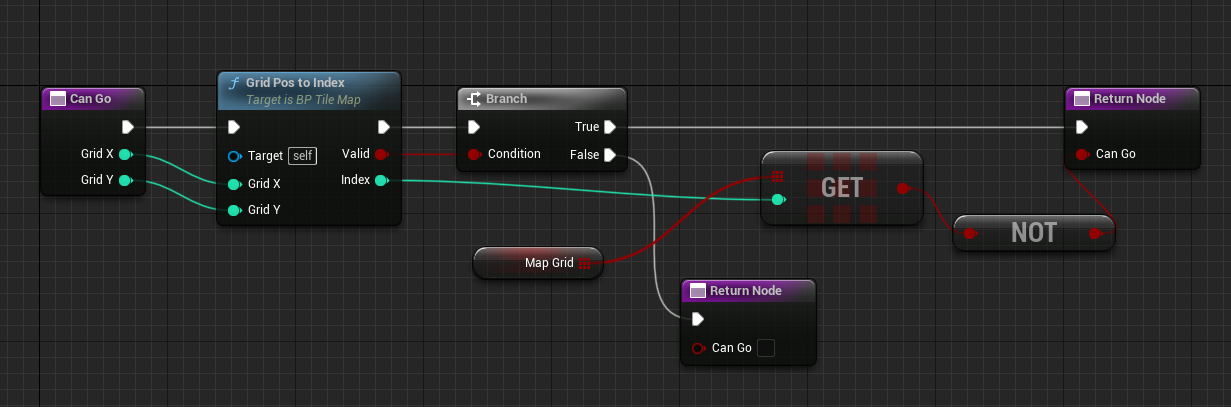 Can Go
Grid X
Grid Y
Grid Pos to Index
Target is BP Tile Map
Target self
Valid
Grid X
Index
Grid Y
Branch
True
Condition
False
Map Grid
GET
NOT
Return Node
Can Go
Return Node
Can Go